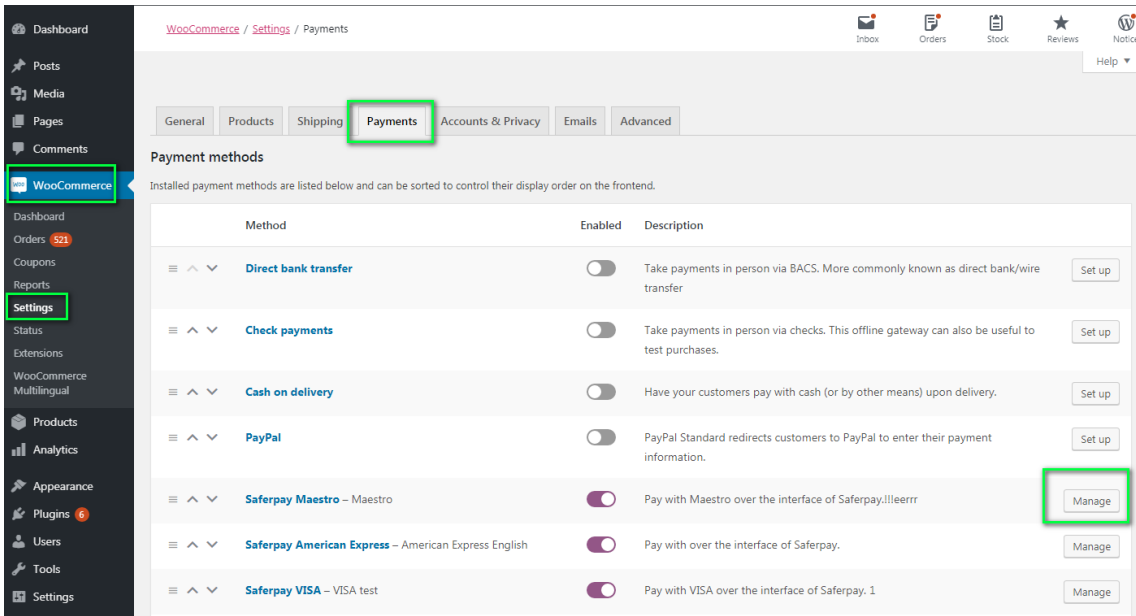 Dashboard
Posts
Media
Pages
Comments
WooCommerce
Dashboard
Orders 521
Coupons
Reports
Settings
Status
Extensions
WooCommerce
Multilingual
Products
Analytics
Appearance
Plugins 6
Users
Tools
Settings
WooCommerce / Settings / Payments
Inbox
Orders
Stock
Reviews
Notice
Help
General Products Shipping Payments Accounts & Privacy Emails Advanced
Payment methods
Installed payment methods are listed below and can be sorted to control their display order on the frontend.
Method Enabled Description
Direct bank transfer Take payments in person via BACS. More commonly known as direct bank/wire
transfer
Set up
Check payments Take payments in person via checks. This offline gateway can also be useful to
test purchases.
Set up
Cash on delivery Have your customers pay with cash (or by other means) upon delivery. Set up
PayPal PayPal Standard redirects customers to PayPal to enter their payment
information.
Set up
Saferpay Maestro – Maestro Pay with Maestro over the interface of Saferpay.!!!eerrr Manage
Saferpay American Express – American Express English Pay with over the interface of Saferpay. Manage
Saferpay VISA – VISA test Pay with VISA over the interface of Saferpay. 1 Manage